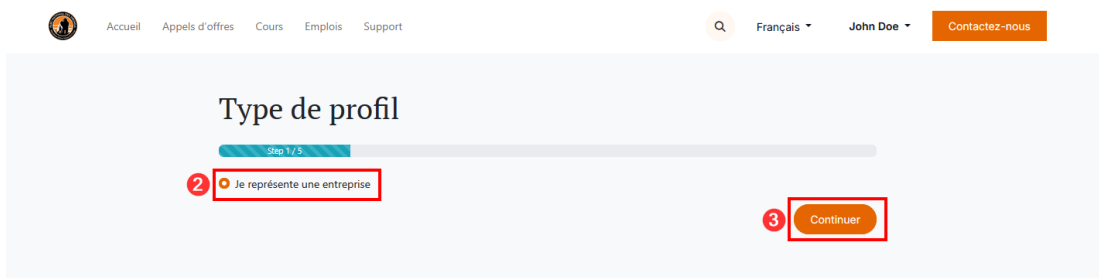 Accueil Appels d'offres Cours Emplois Support Français John Doe Contactez-nous
Type de profil
Step 1 / 5
2 Je représente une entreprise
3 Continuer